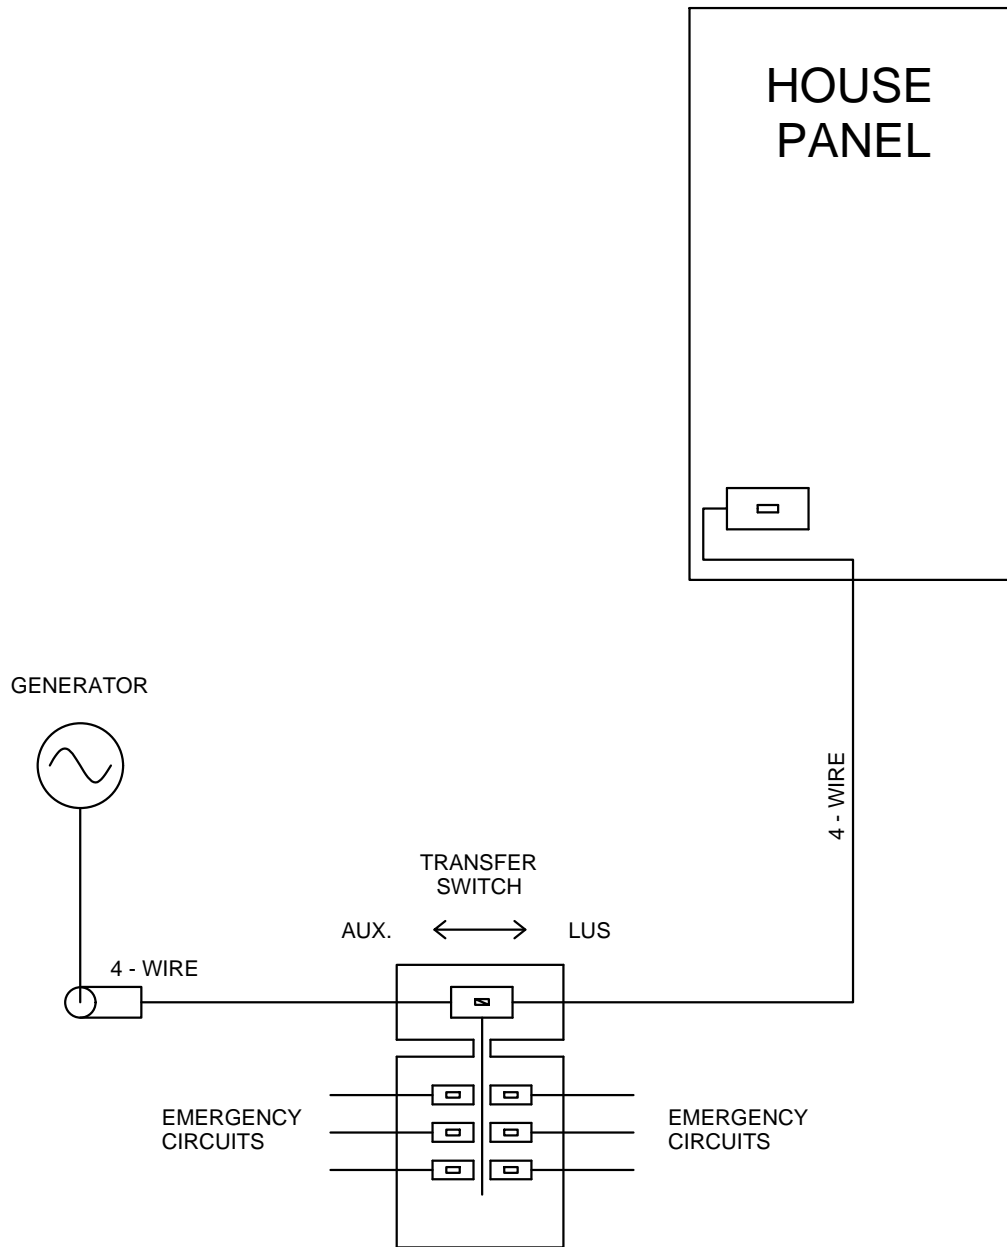 HOUSE
PANEL
GENERATOR
4 - WIRE
TRANSFER
SWITCH
AUX.
LUS
4 - WIRE
EMERGENCY
CIRCUITS
EMERGENCY
CIRCUITS